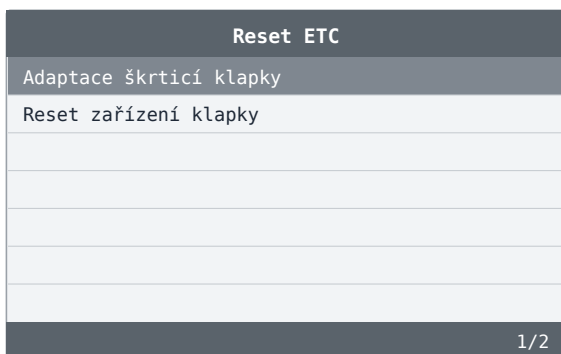 Reset ETC
Adaptace škrticí klapky
Reset zařízení klapky
1/2